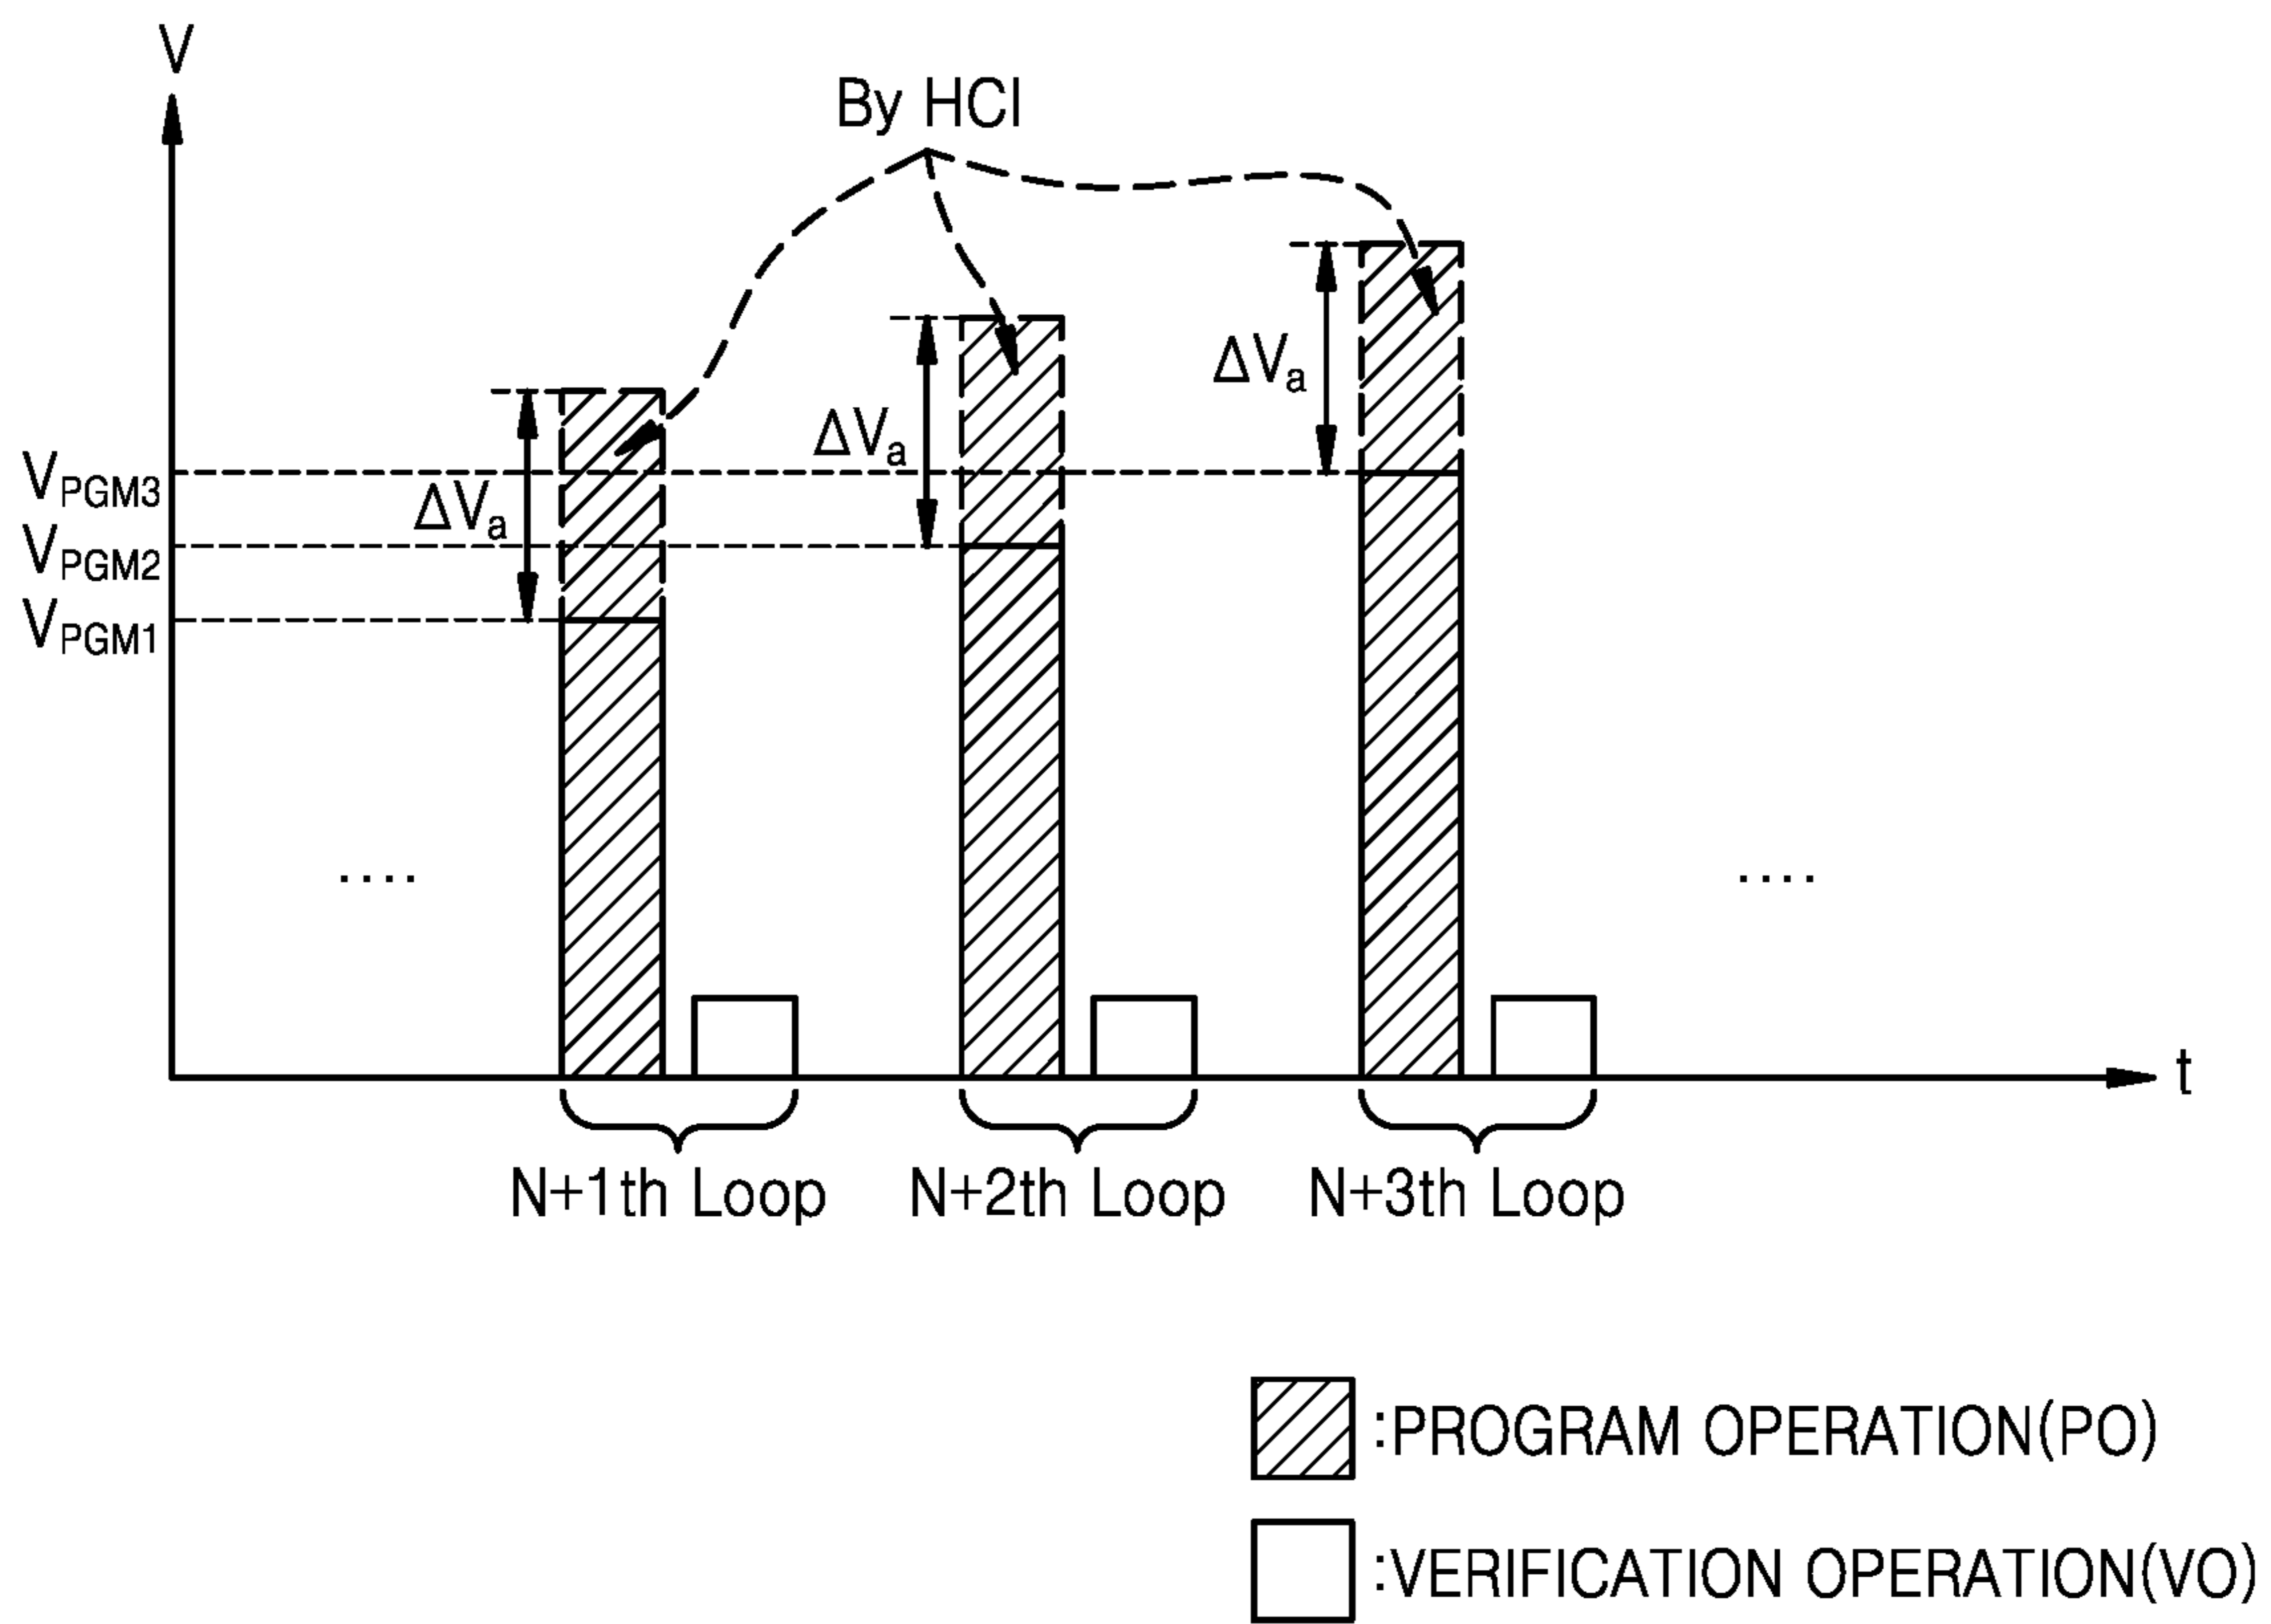 V
By HCI
ΔVa
ΔVa
ΔVa
VPGM3
VPGM2
VPGM1
....
....
t
N+1th Loop
N+2th Loop
N+3th Loop
:PROGRAM OPERATION(PO)
:VERIFICATION OPERATION(VO)